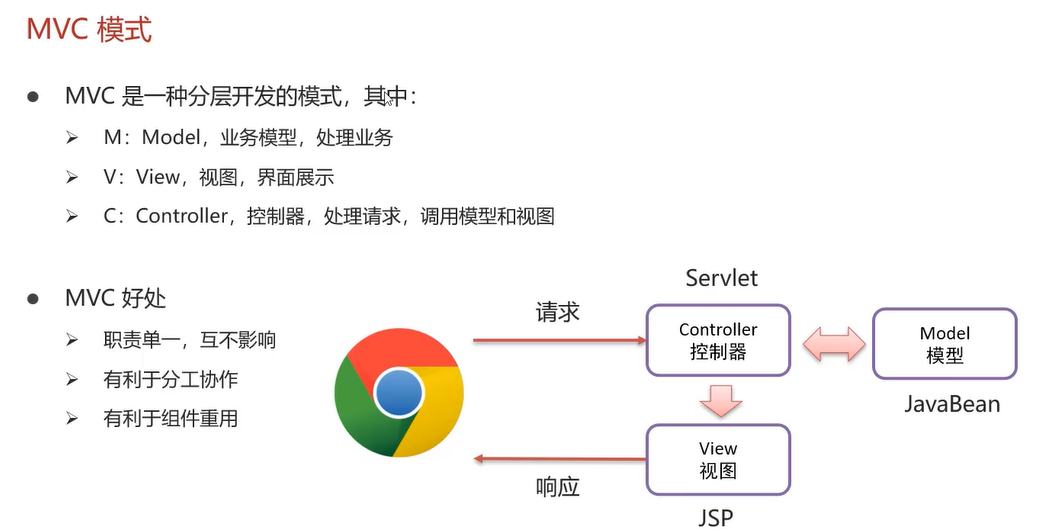 MVC 模式
MVC 是一种分层开发的模式，其中：
M：Model，业务模型，处理业务
V：View，视图，界面展示
C：Controller，控制器，处理请求，调用模型和视图
MVC 好处
职责单一，互不影响
有利于分工协作
有利于组件重用
请求
Servlet
Controller
控制器
Model
模型
JavaBean
View
视图
响应
JSP